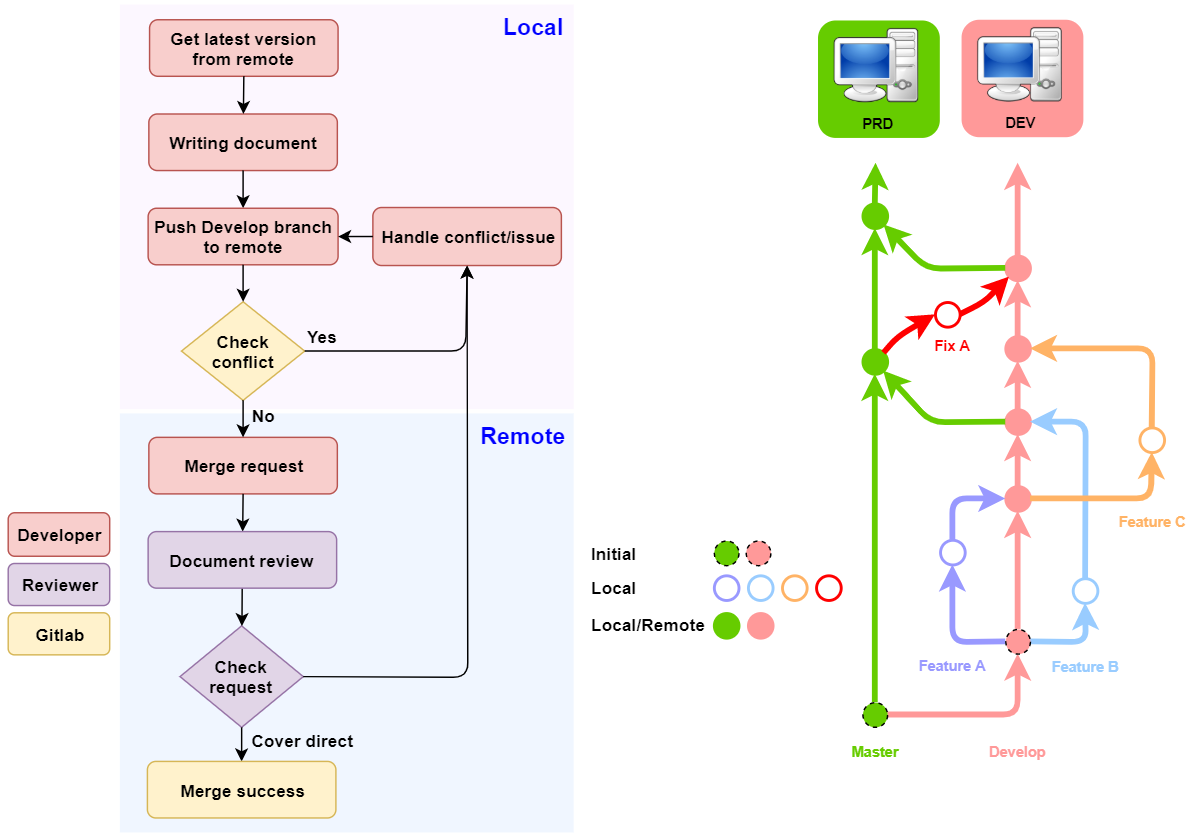 Local
Get latest version
from remote
Writing document
Push Develop branch
to remote
Handle conflict/issue
Check
conflict
Yes
No
Remote
Merge request
Document review
Check
request
Cover direct
Merge success
Developer
Reviewer
Gitlab
PRD
DEV
Fix A
Feature C
Feature A
Feature B
Initial
Local
Local/Remote
Master
Develop